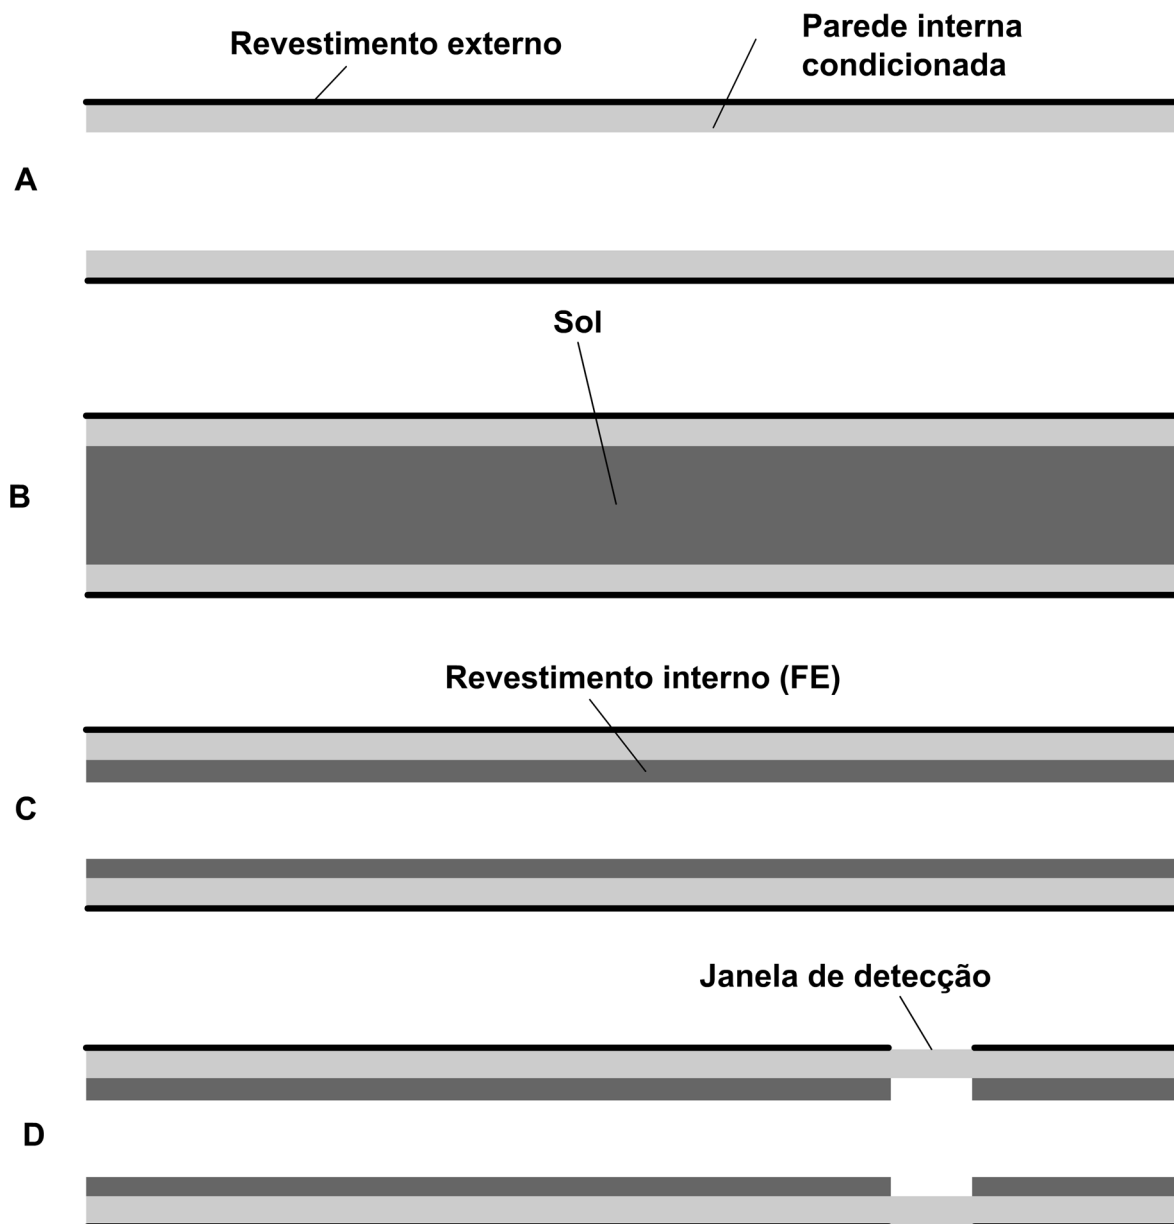 Revestimento externo
Parede interna
condicionada
A
Sol
B
Revestimento interno (FE)
C
Janela de detecção
D